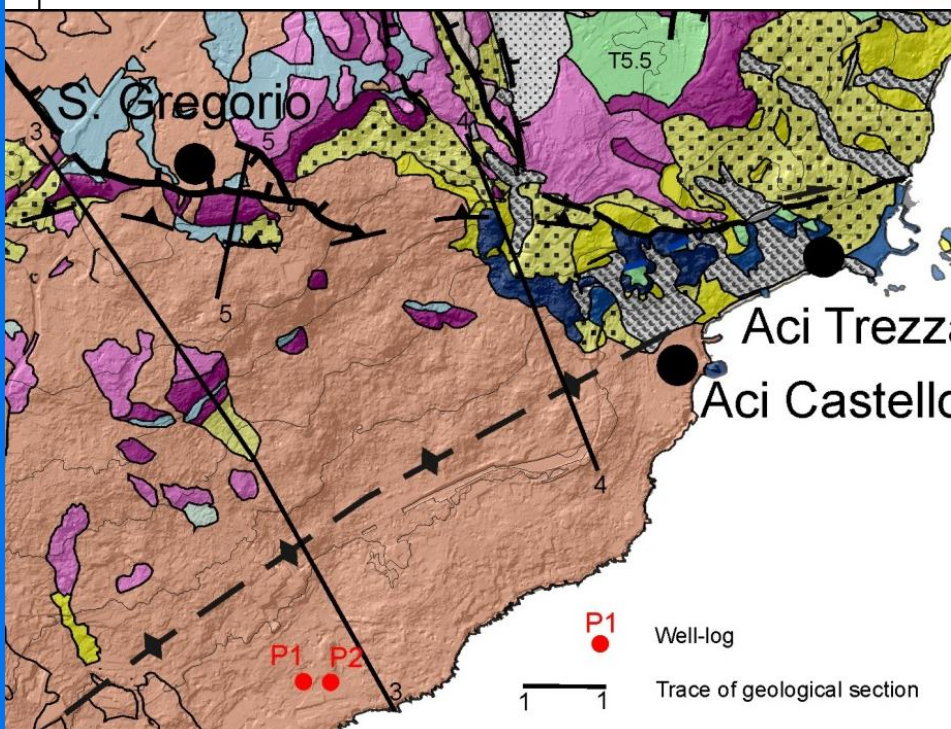 T5.5
S. Gregorio
3
5
4
5
Aci Trezza
Aci Castello
4
P1 P2
3
P1
Well-log
1 1
Trace of geological section